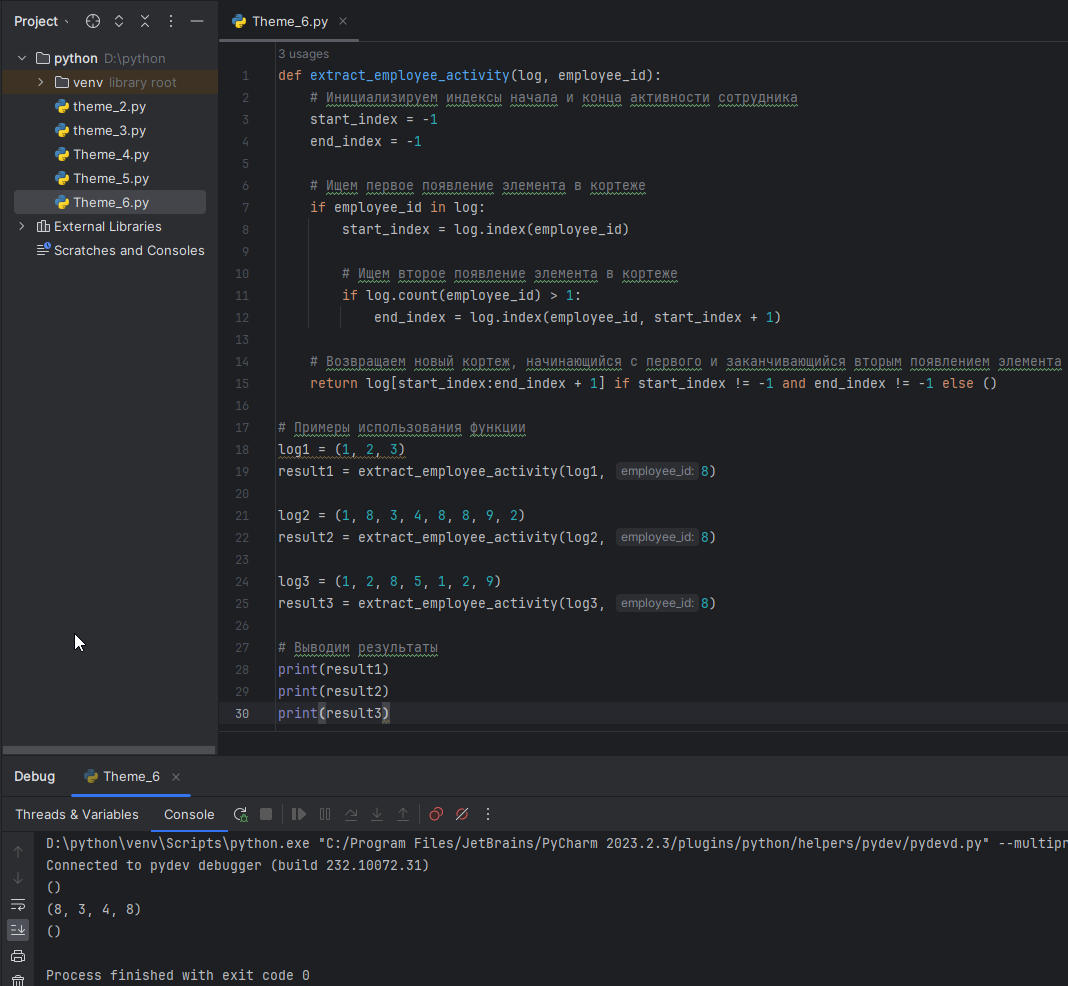 Project
Theme_6.py
python D:\python
venv library root
theme_2.py
theme_3.py
Theme_4.py
Theme_5.py
Theme_6.py
External Libraries
Scratches and Consoles
3 usages
1 def extract_employee_activity(log, employee_id):
2 # Инициализируем индексы начала и конца активности сотрудника
3 start_index = -1
4 end_index = -1
5
6 # Ищем первое появление элемента в кортеже
7 if employee_id in log:
8 start_index = log.index(employee_id)
9
10 # Ищем второе появление элемента в кортеже
11 if log.count(employee_id) > 1:
12 end_index = log.index(employee_id, start_index + 1)
13
14 # Возвращаем новый кортеж, начинающийся с первого и заканчивающийся вторым появлением элемента
15 return log[start_index:end_index + 1] if start_index != -1 and end_index != -1 else ()
16
17 # Примеры использования функции
18 log1 = (1, 2, 3)
19 result1 = extract_employee_activity(log1, employee_id: 8)
20
21 log2 = (1, 8, 3, 4, 8, 8, 9, 2)
22 result2 = extract_employee_activity(log2, employee_id: 8)
23
24 log3 = (1, 2, 8, 5, 1, 2, 9)
25 result3 = extract_employee_activity(log3, employee_id: 8)
26
27 # Выводим результаты
28 print(result1)
29 print(result2)
30 print(result3)
Debug Theme_6
Threads & Variables Console
D:\python\venv\Scripts\python.exe "C:/Program Files/JetBrains/PyCharm 2023.2.3/plugins/python/helpers/pydev/pydevd.py" --multipr
Connected to pydev debugger (build 232.10072.31)
()
(8, 3, 4, 8)
()
Process finished with exit code 0